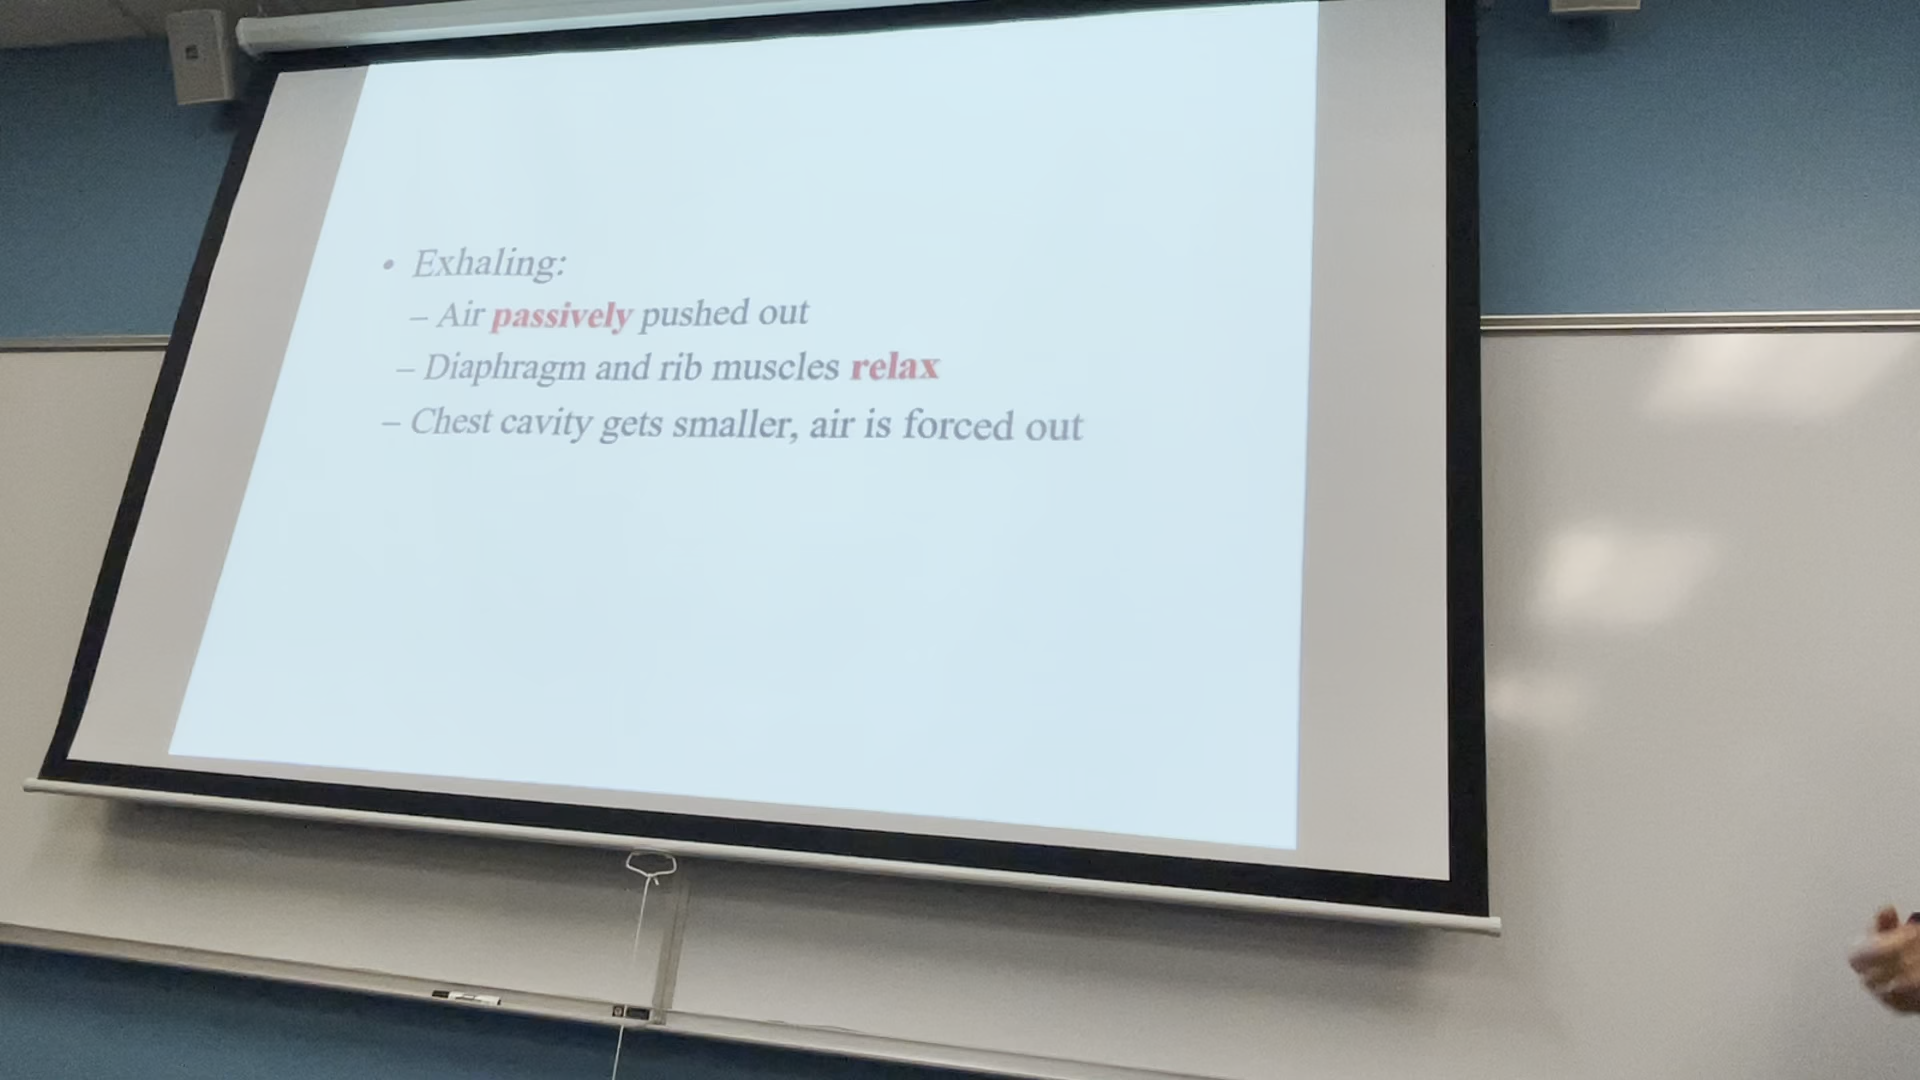 • Exhaling:
– Air passively pushed out
– Diaphragm and rib muscles relax
– Chest cavity gets smaller, air is forced out